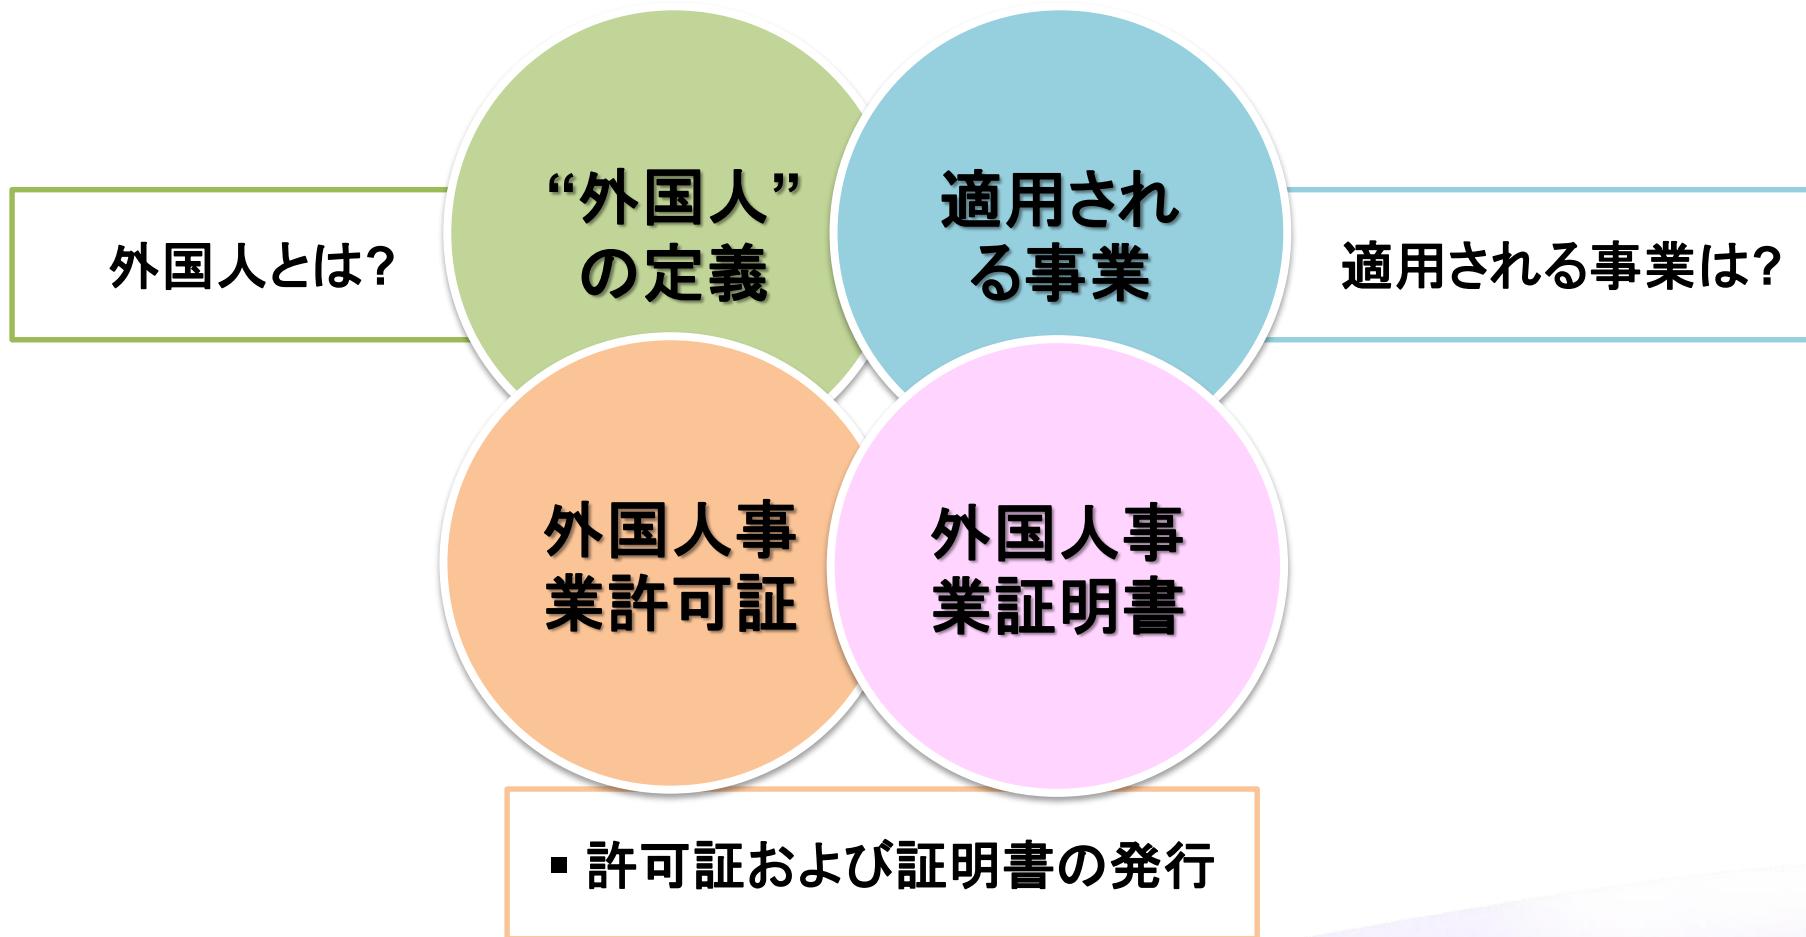 “外国人”
の定義
適用され
る事業
外国人とは?
適用される事業は?
外国人事
業許可証
外国人事
業証明書
▪ 許可証および証明書の発行